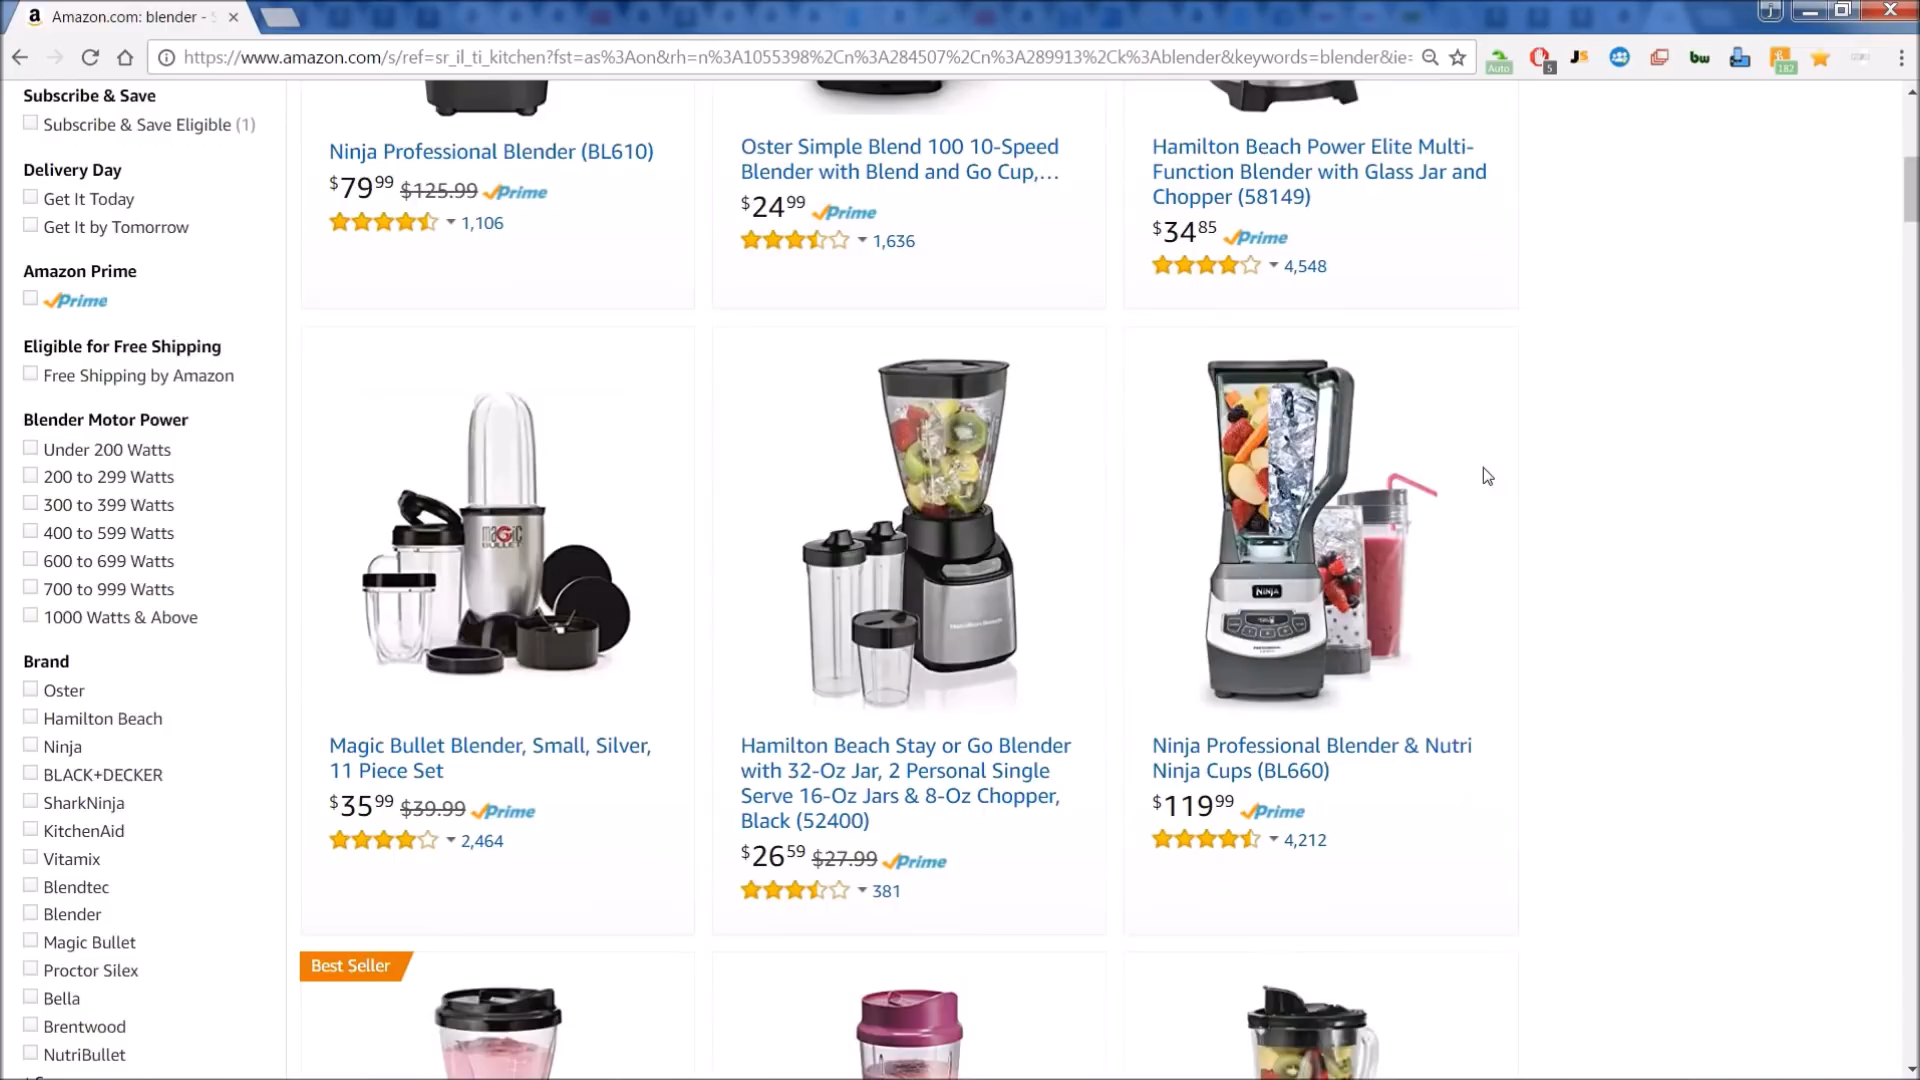 Amazon.com: blender -
https://www.amazon.com/s/ref=sr_il_ti_kitchen?fst=as%3Aon&rh=n%3A1055398%2Cn%3A284507%2Cn%3A289913%2Ck%3Ablender&keywords=blender&ie=
Auto
5
JS
bw
182
Subscribe & Save
Subscribe & Save Eligible (1)
Delivery Day
Get It Today
Get It by Tomorrow
Amazon Prime
Prime
Eligible for Free Shipping
Free Shipping by Amazon
Blender Motor Power
Under 200 Watts
200 to 299 Watts
300 to 399 Watts
400 to 599 Watts
600 to 699 Watts
700 to 999 Watts
1000 Watts & Above
Brand
Oster
Hamilton Beach
Ninja
BLACK+DECKER
SharkNinja
KitchenAid
Vitamix
Blendtec
Blender
Magic Bullet
Proctor Silex
Bella
Brentwood
NutriBullet
Ninja Professional Blender (BL610)
$79.99 $125.99 Prime
1,106
Oster Simple Blend 100 10-Speed
Blender with Blend and Go Cup,...
$24.99 Prime
1,636
Hamilton Beach Power Elite Multi-
Function Blender with Glass Jar and
Chopper (58149)
$34.85 Prime
4,548
magic
BULLET
Magic Bullet Blender, Small, Silver,
11 Piece Set
$35.99 $39.99 Prime
2,464
Hamilton Beach
Hamilton Beach Stay or Go Blender
with 32-Oz Jar, 2 Personal Single
Serve 16-Oz Jars & 8-Oz Chopper,
Black (52400)
$26.59 $27.99 Prime
381
NINJA
Ninja Professional Blender & Nutri
Ninja Cups (BL660)
$119.99 Prime
4,212
Best Seller